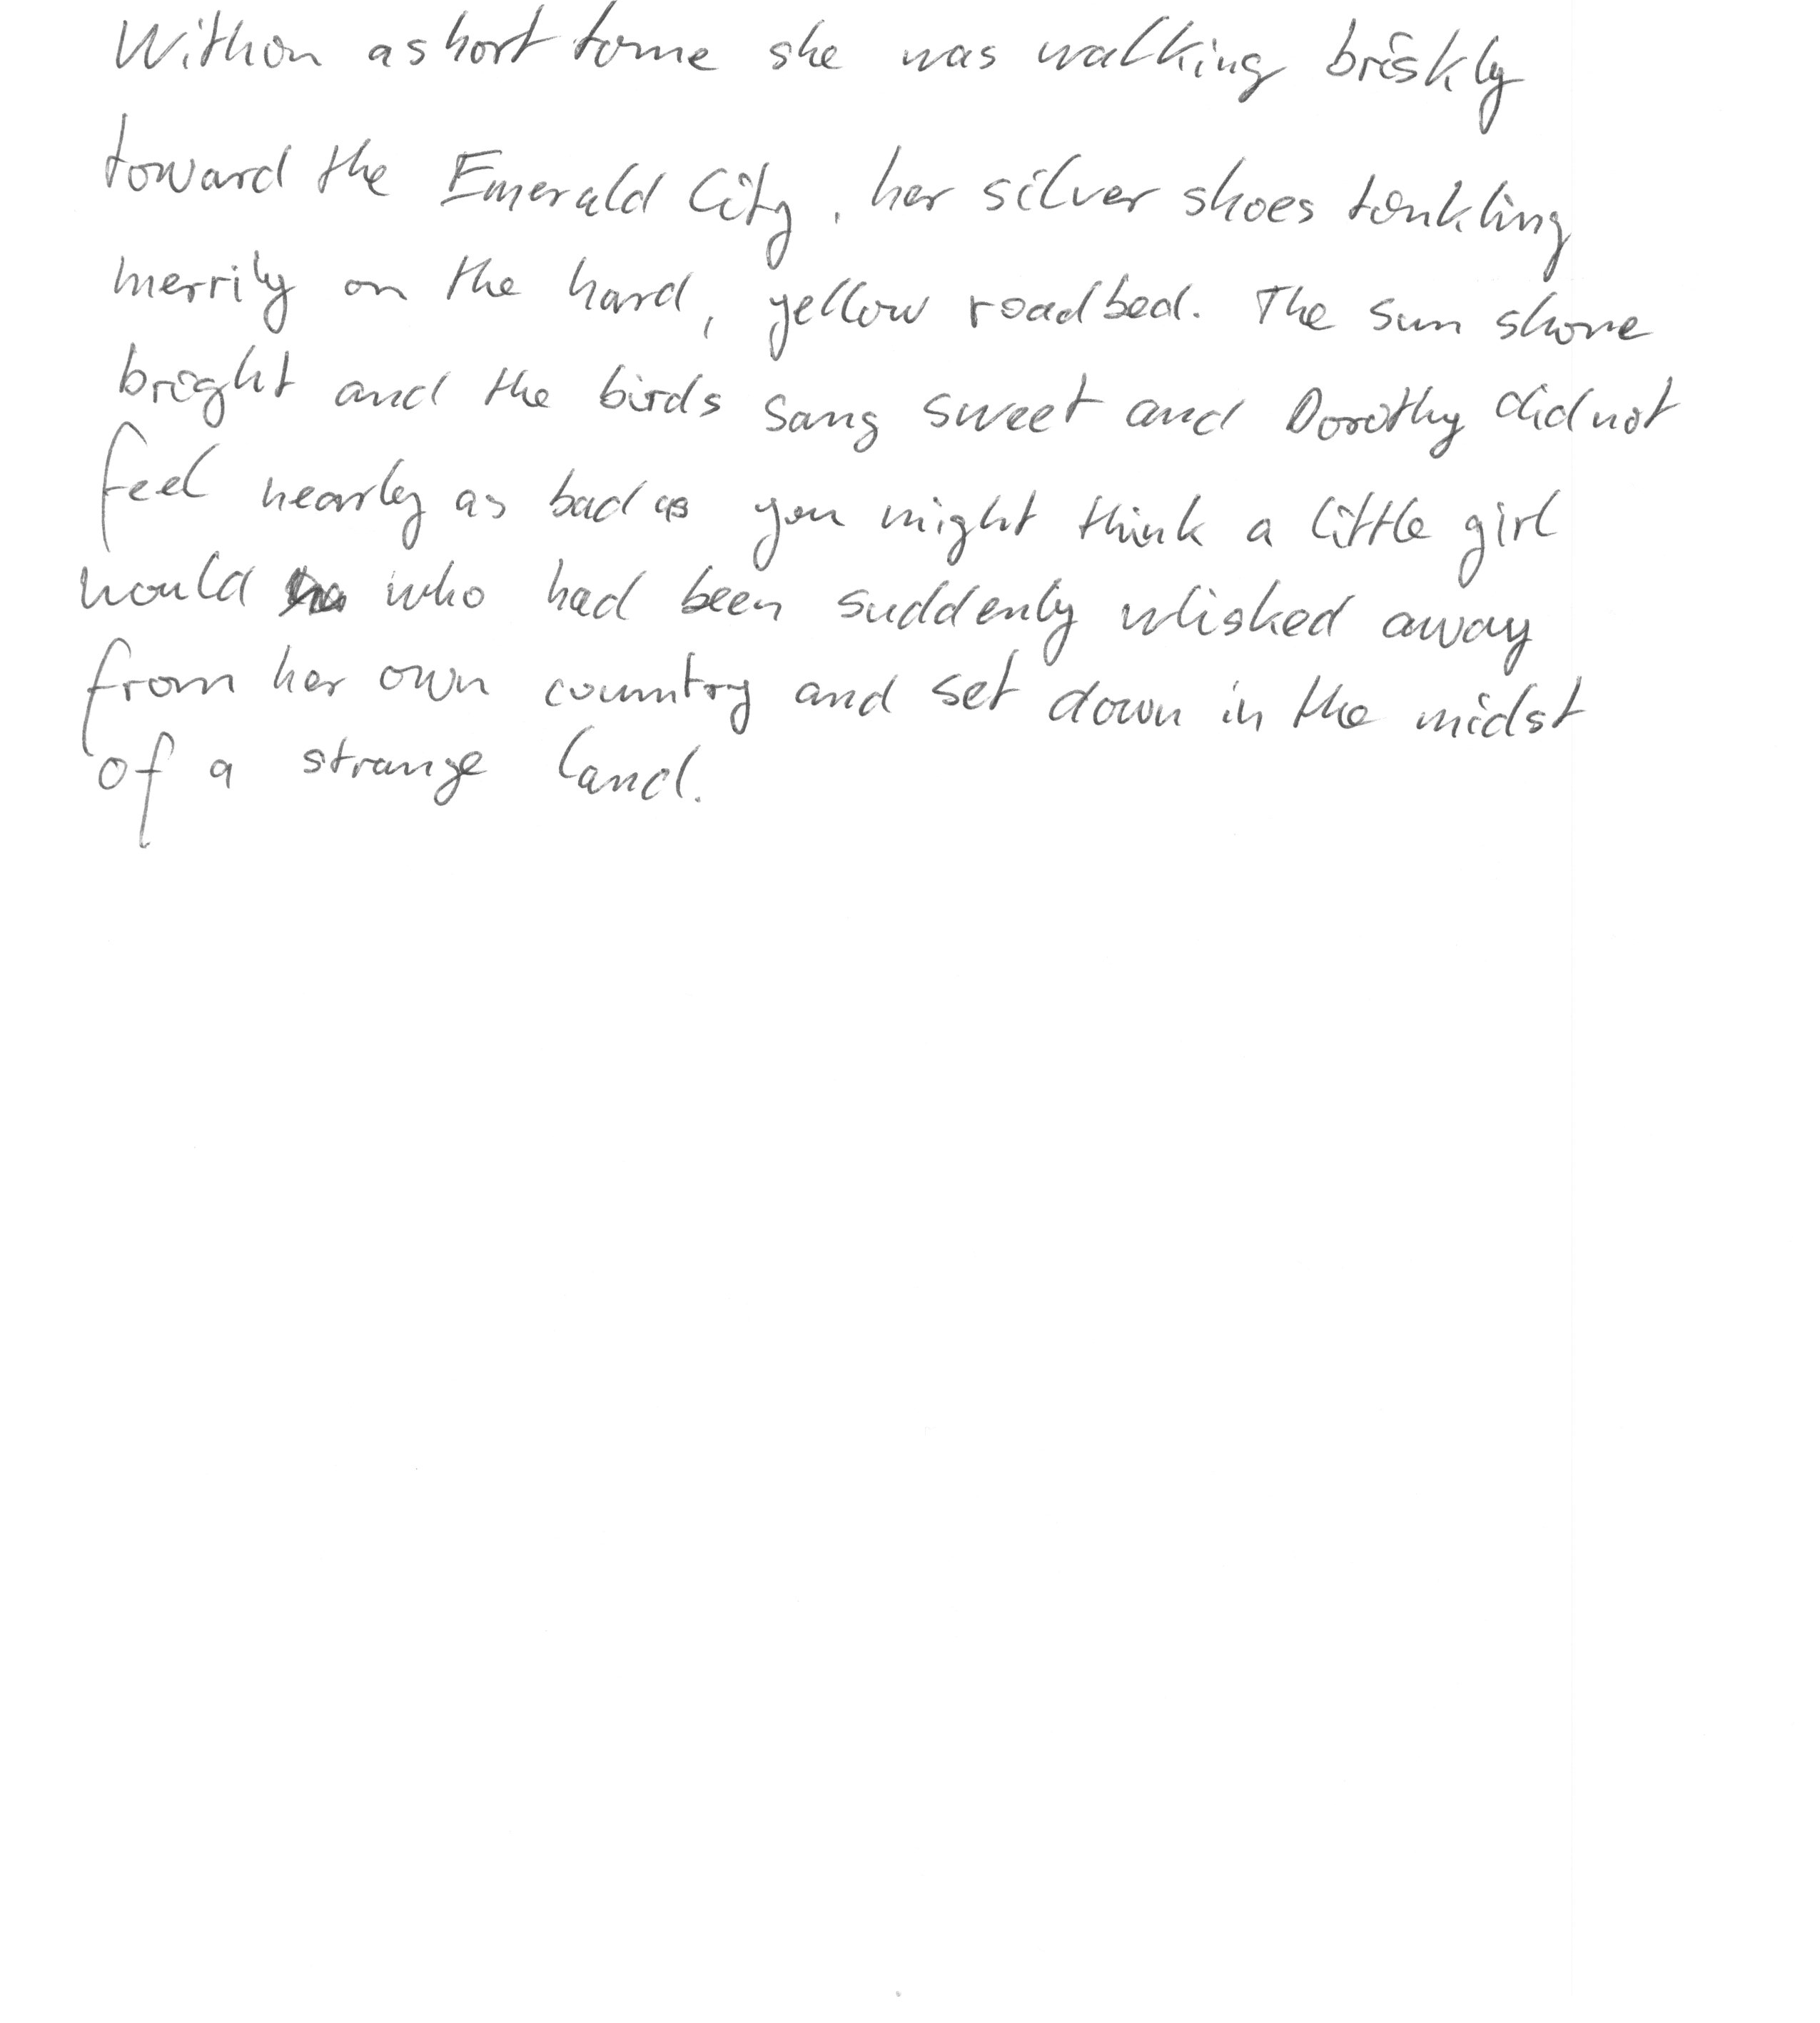 Within a short time she was walking briskly
toward the Emerald City, her silver shoes tinkling
merrily on the hard, yellow roadbed. The sun shone
bright and the birds sang sweet and Dorothy did not
feel nearly as bad as you might think a little girl
would who had been suddenly whisked away
from her own country and set down in the midst
of a strange land.